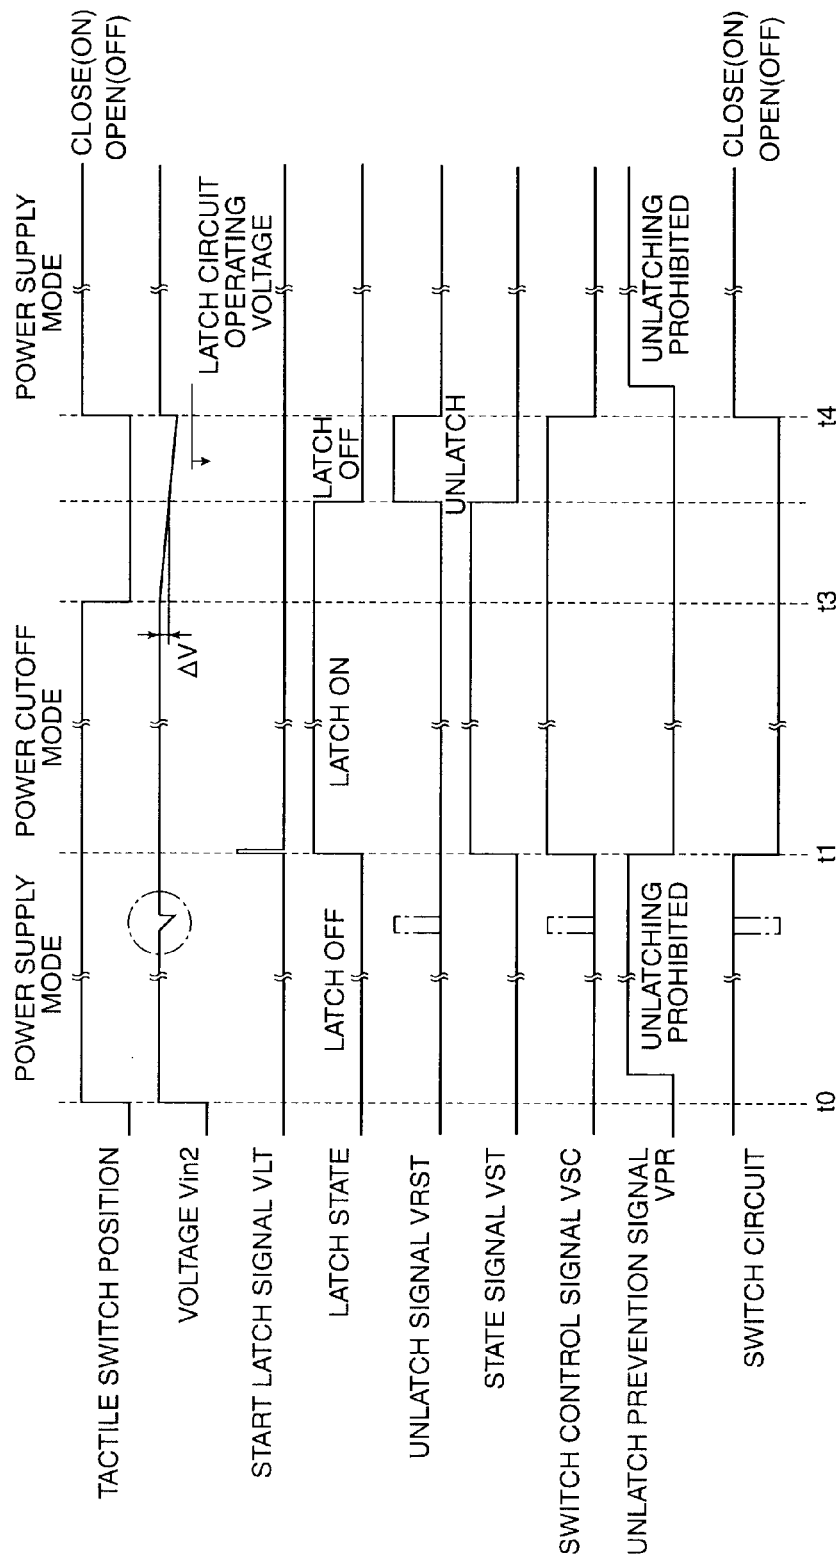 POWER SUPPLY
MODE
POWER CUTOFF
MODE
POWER SUPPLY
MODE
TACTILE SWITCH POSITION
CLOSE(ON)
OPEN(OFF)
VOLTAGE Vin2
ΔV
LATCH CIRCUIT
OPERATING
VOLTAGE
START LATCH SIGNAL VLT
LATCH STATE
LATCH OFF
LATCH ON
LATCH
OFF
UNLATCH SIGNAL VRST
UNLATCH
STATE SIGNAL VST
SWITCH CONTROL SIGNAL VSC
UNLATCH PREVENTION SIGNAL
VPR
UNLATCHING
PROHIBITED
UNLATCHING
PROHIBITED
SWITCH CIRCUIT
CLOSE(ON)
OPEN(OFF)
t0
t1
t3
t4